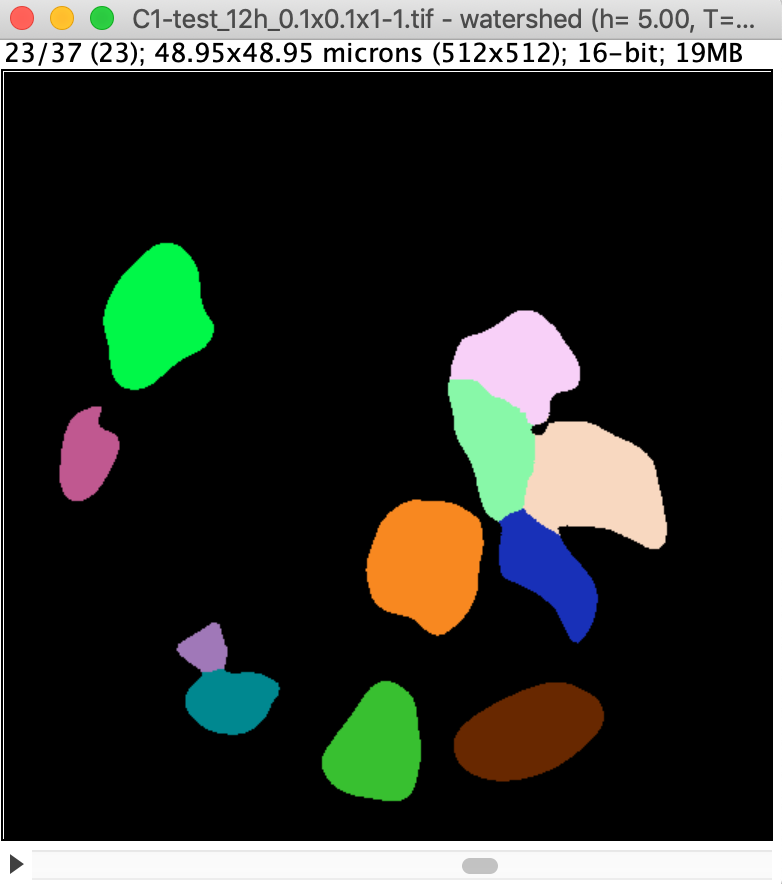 C1-test_12h_0.1x0.1x1-1.tif - watershed (h= 5.00, T=...
23/37 (23); 48.95x48.95 microns (512x512); 16-bit; 19MB